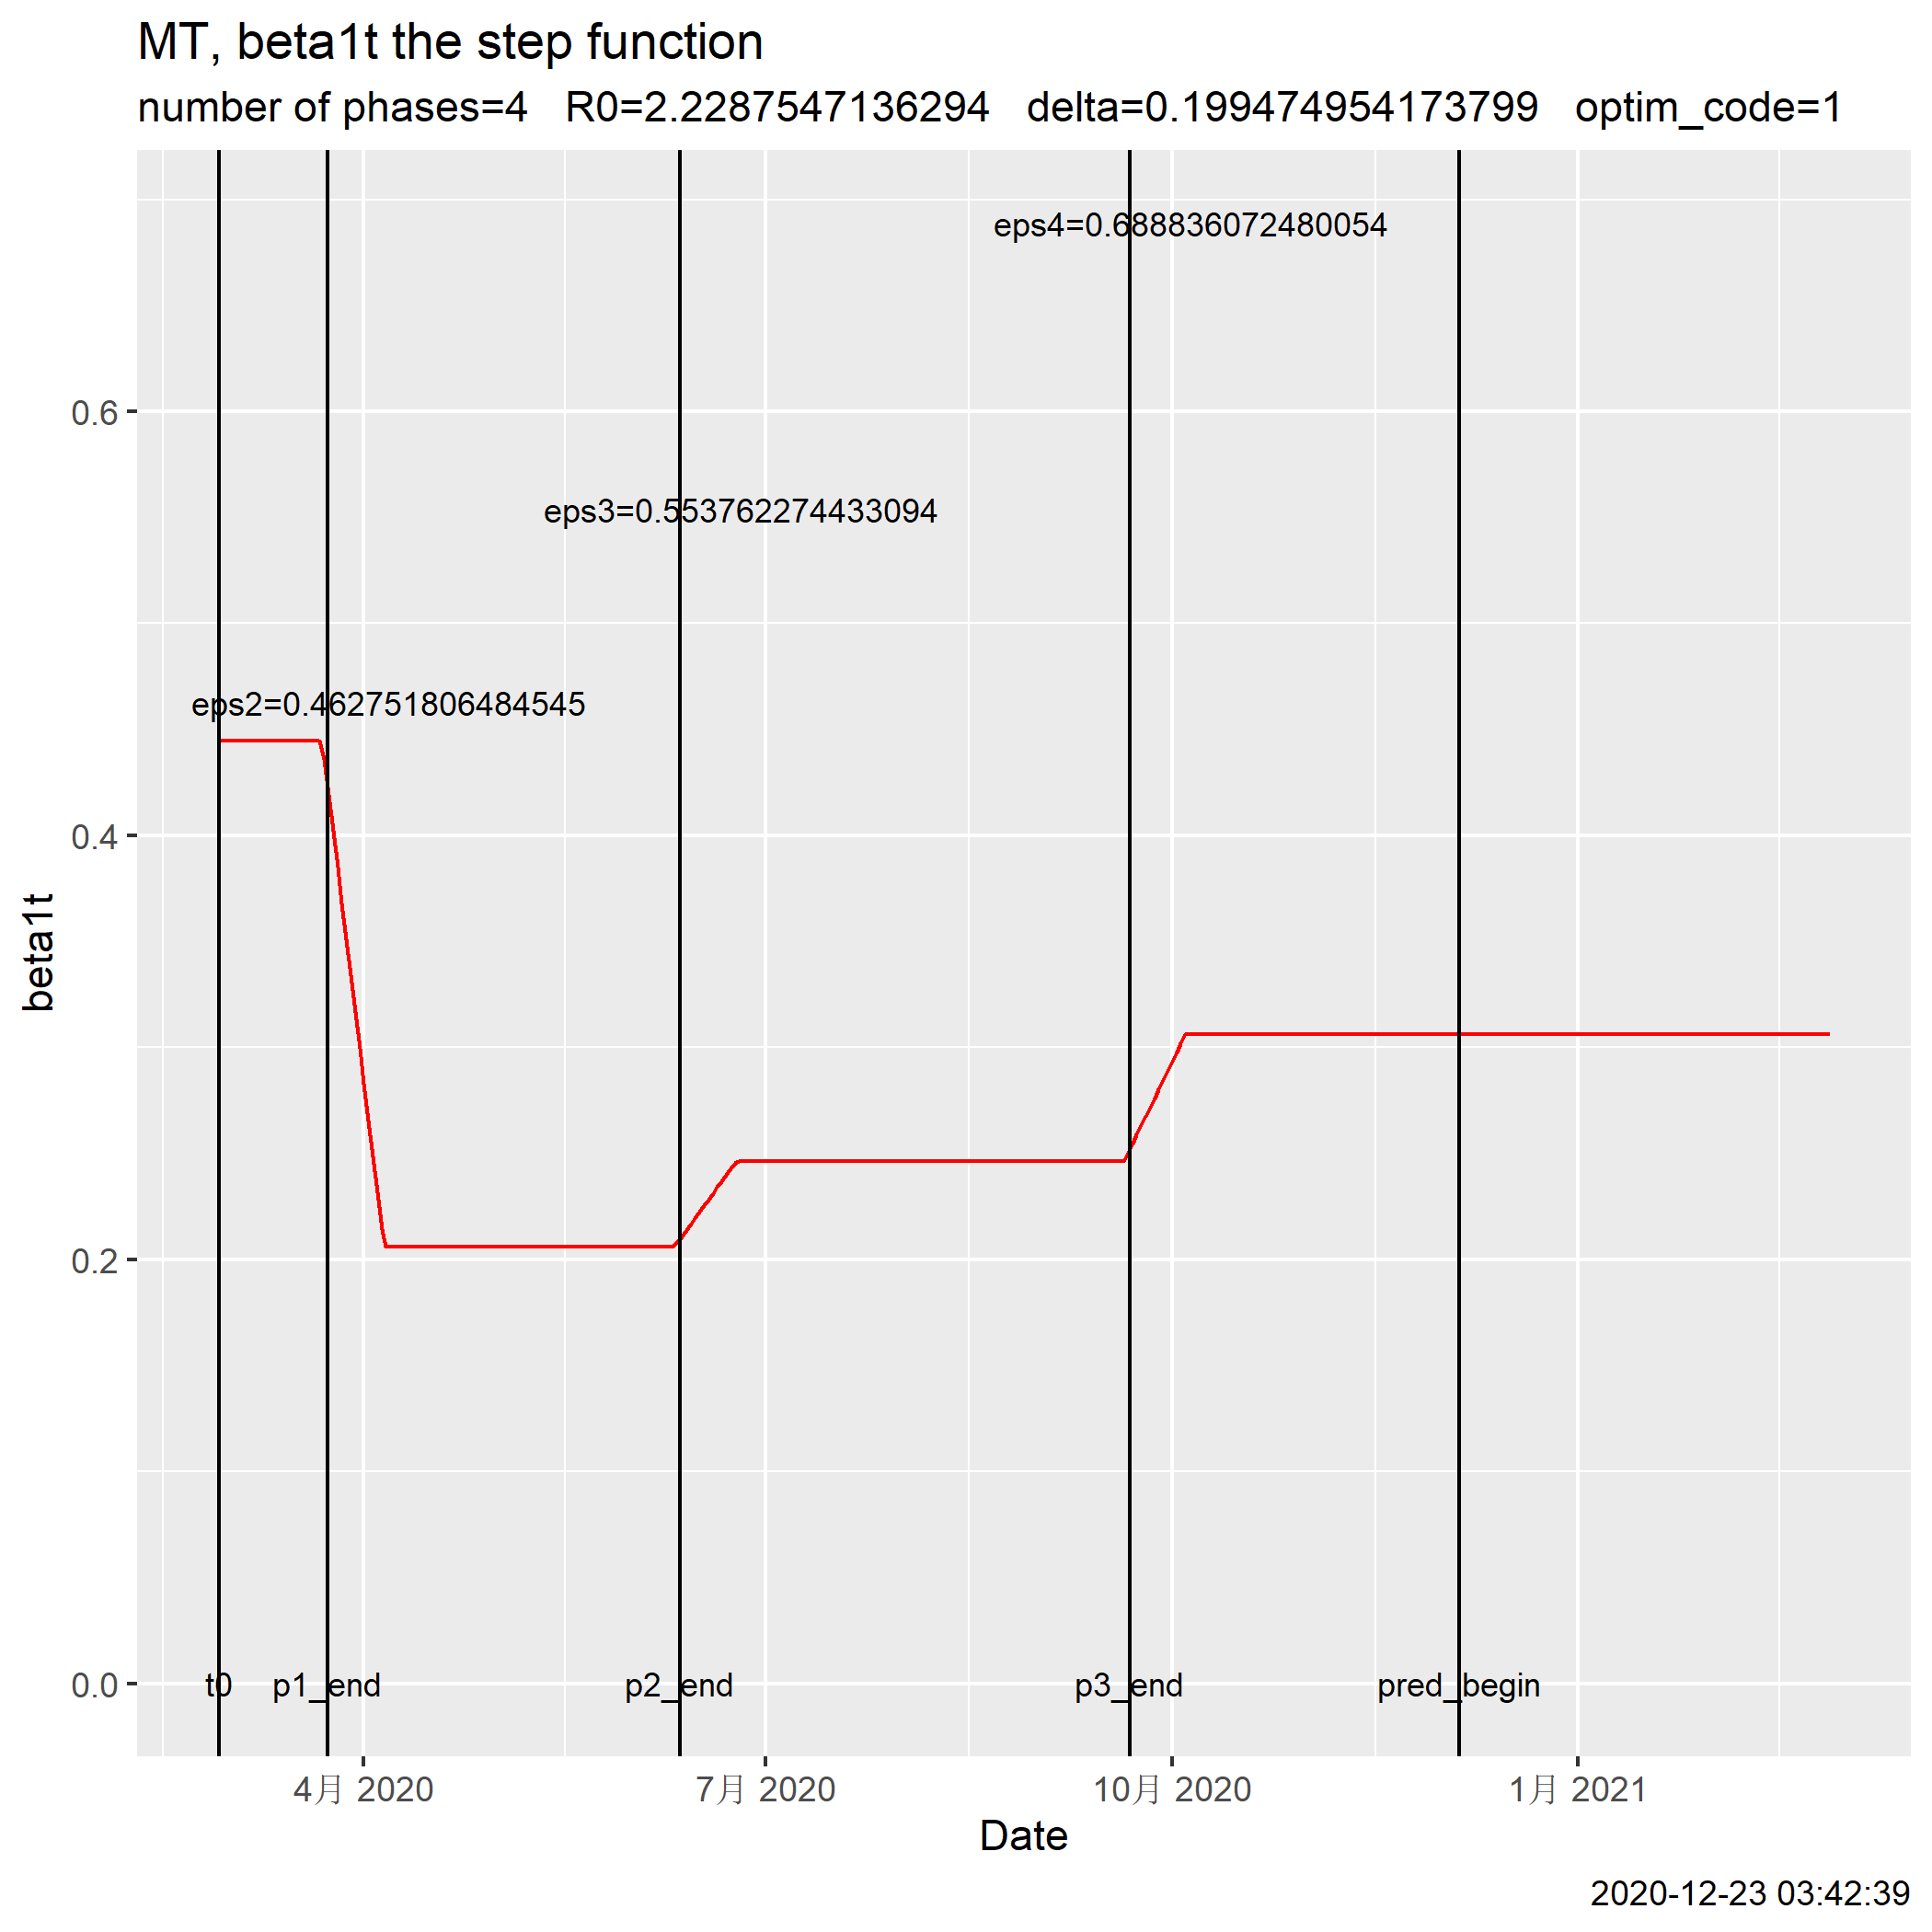 MT, beta1t the step function
number of phases=4   R0=2.2287547136294   delta=0.199474954173799   optim_code=1
eps4=0.688836072480054
0.6
eps3=0.553762274433094
eps2=0.462751806484545
0.4
beta1t
0.2
0.0
t0 p1_end p2_end p3_end pred_begin
4月 2020 7月 2020 10月 2020 1月 2021
Date
2020-12-23 03:42:39